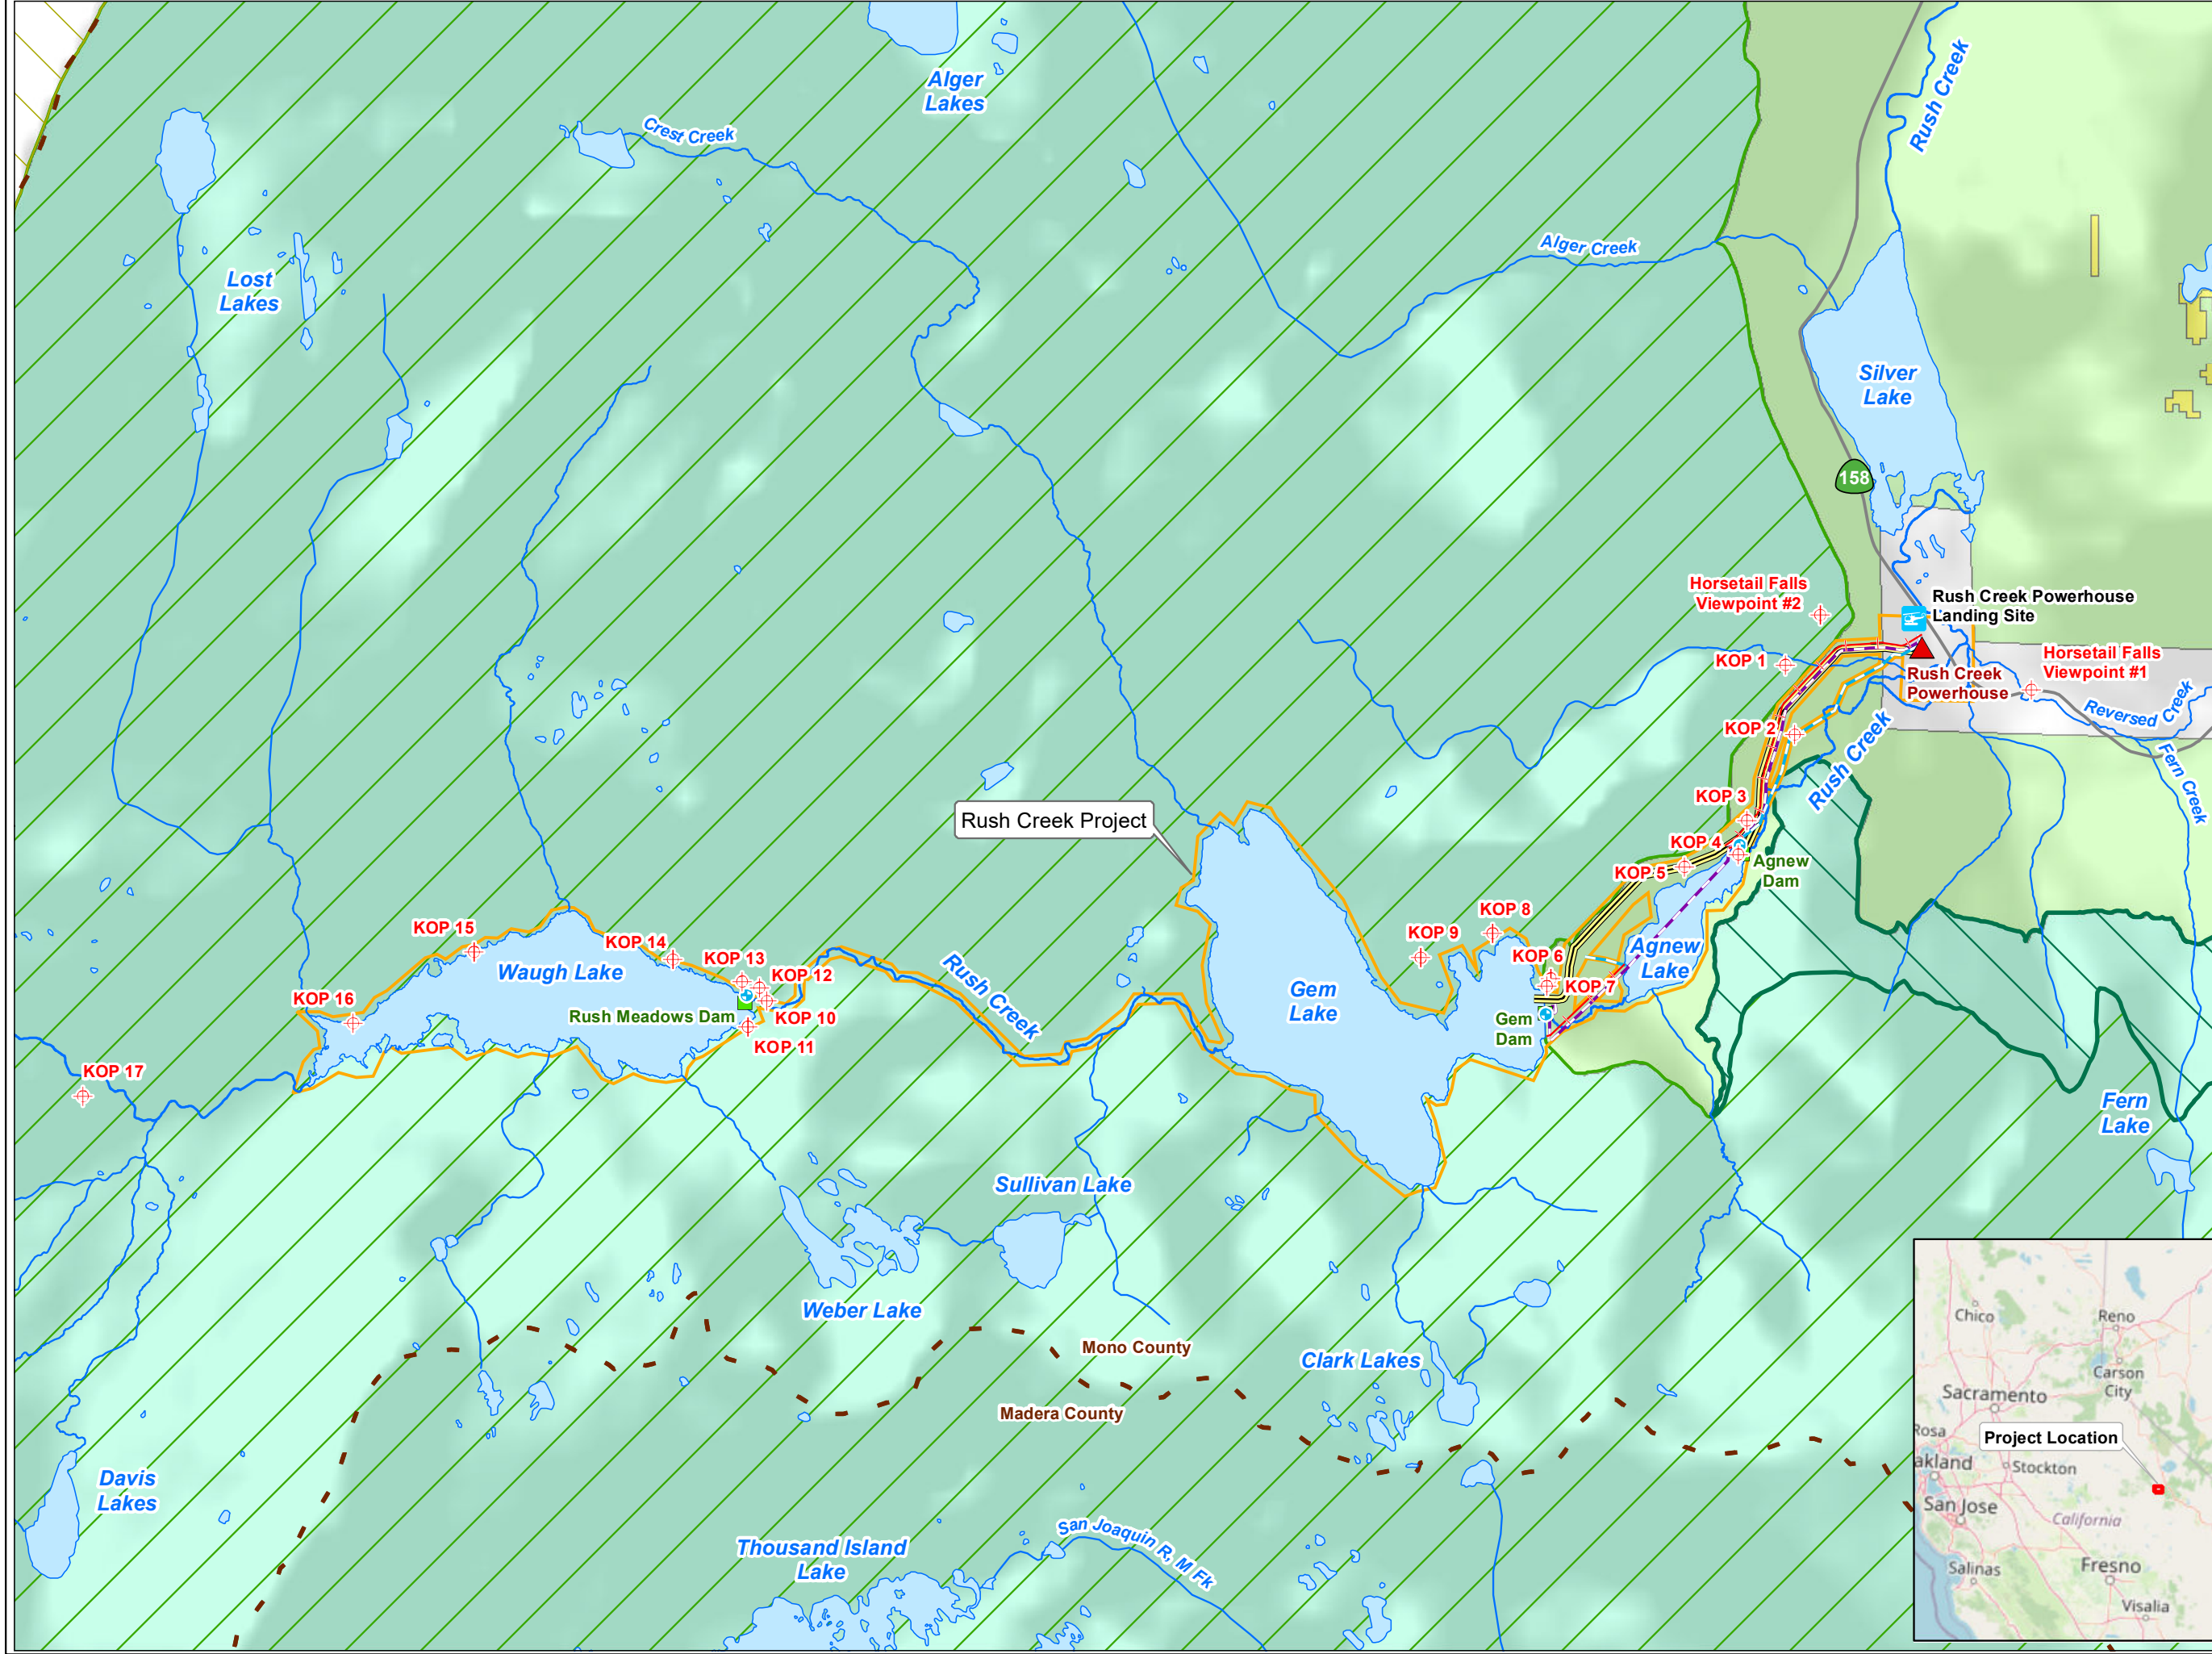 Alger
Lakes
Crest Creek
Rush Creek
Alger Creek
Lost
Lakes
Silver
Lake
158
Horsetail Falls
Viewpoint #2
Rush Creek Powerhouse
Landing Site
KOP 1
Horsetail Falls
Viewpoint #1
Rush Creek
Powerhouse
Reversed Creek
KOP 2
Rush Creek
Fern Creek
KOP 3
Rush Creek Project
KOP 4
Agnew
Dam
KOP 5
KOP 8
KOP 9
KOP 15
KOP 14
KOP 13
KOP 12
Waugh Lake
Rush Creek
KOP 6
Agnew
Lake
KOP 7
Gem
Lake
KOP 16
Rush Meadows Dam
KOP 10
KOP 11
Gem
Dam
KOP 17
Fern
Lake
Sullivan Lake
Weber Lake
Mono County
Clark Lakes
Madera County
Davis
Lakes
Thousand Island
Lake
San Joaquin R, M Fk
Chico
Reno
Carson
City
Sacramento
Rosa
Project Location
akland
Stockton
San Jose
California
Salinas
Fresno
Visalia